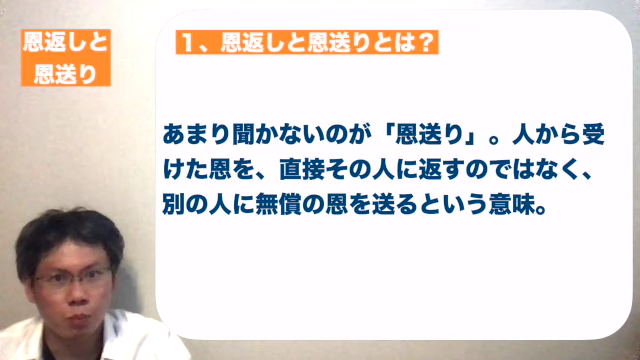 恩返しと
恩送り
１、恩返しと恩送りとは？
あまり聞かないのが「恩送り」。人から受
けた恩を、直接その人に返すのではなく、
別の人に無償の恩を送るという意味。